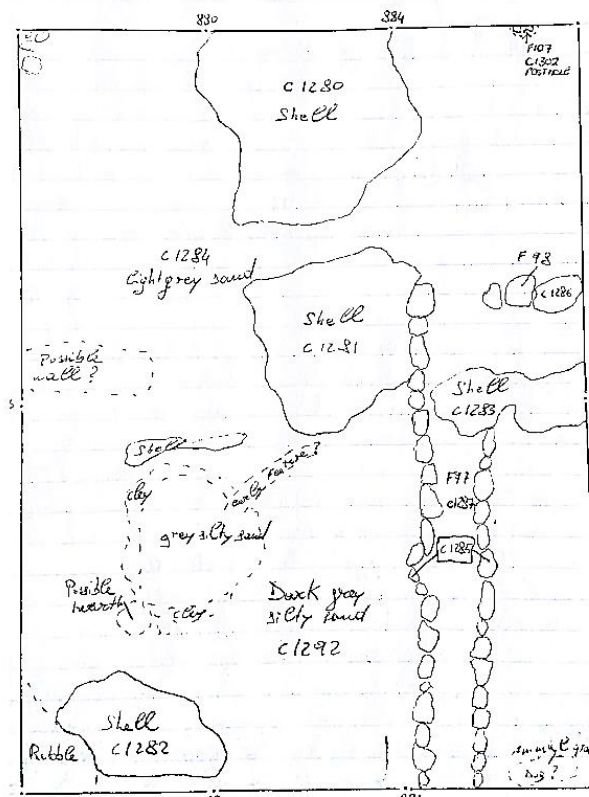 830
884
F107
C1302
POSTHOLE
C1280
Shell
C1284
Light grey sand
F98
C1286
Shell
C1281
Possible
wall?
Shell
C1283
Shell
early feature?
clay
F97
C1287
grey silty sand
C1285
Possible
hearth
clay
Dark grey
silty sand
C1292
Shell
C1282
Rubble
Dog?